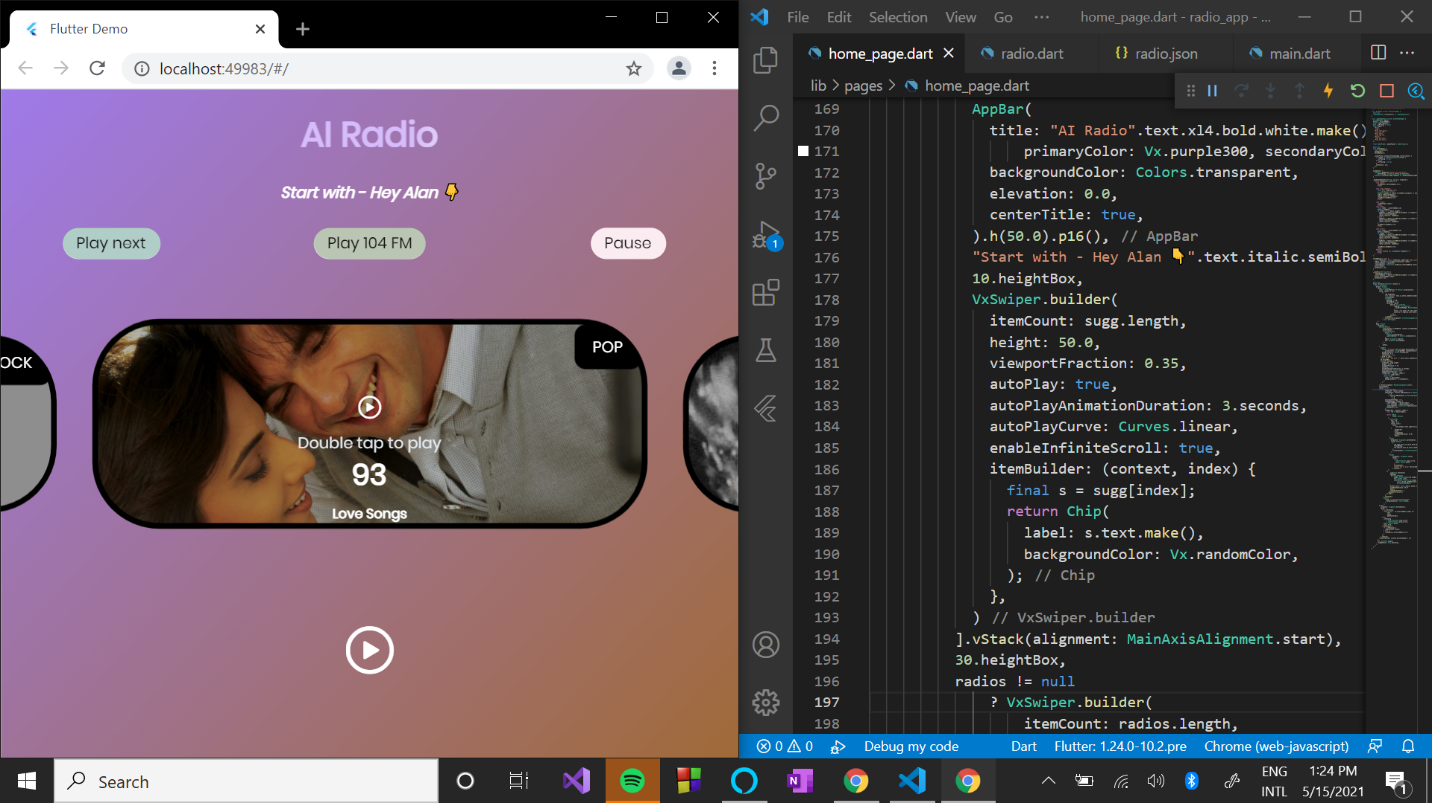 Flutter Demo
localhost:49983/#/
AI Radio
Start with - Hey Alan 👇
Play next
Play 104 FM
Pause
OCK
POP
Double tap to play
93
Love Songs
File Edit Selection View Go ···
home_page.dart - radio_app - ...
home_page.dart
radio.dart
{} radio.json
main.dart
lib > pages > home_page.dart
169 AppBar(
170 title: "AI Radio".text.xl4.bold.white.make()
171 primaryColor: Vx.purple300, secondaryCol
172 backgroundColor: Colors.transparent,
173 elevation: 0.0,
174 centerTitle: true,
175 ).h(50.0).p16(), // AppBar
176 "Start with - Hey Alan 👇".text.italic.semiBol
177 10.heightBox,
178 VxSwiper.builder(
179 itemCount: sugg.length,
180 height: 50.0,
181 viewportFraction: 0.35,
182 autoPlay: true,
183 autoPlayAnimationDuration: 3.seconds,
184 autoPlayCurve: Curves.linear,
185 enableInfiniteScroll: true,
186 itemBuilder: (context, index) {
187 final s = sugg[index];
188 return Chip(
189 label: s.text.make(),
190 backgroundColor: Vx.randomColor,
191 ); // Chip
192 },
193 ) // VxSwiper.builder
194 ].vStack(alignment: MainAxisAlignment.start),
195 30.heightBox,
196 radios != null
197 ? VxSwiper.builder(
198 itemCount: radios.length,
1
0 0 Debug my code
Dart
Flutter: 1.24.0-10.2.pre
Chrome (web-javascript)
Search
N
ENG
INTL
1:24 PM
5/15/2021
1